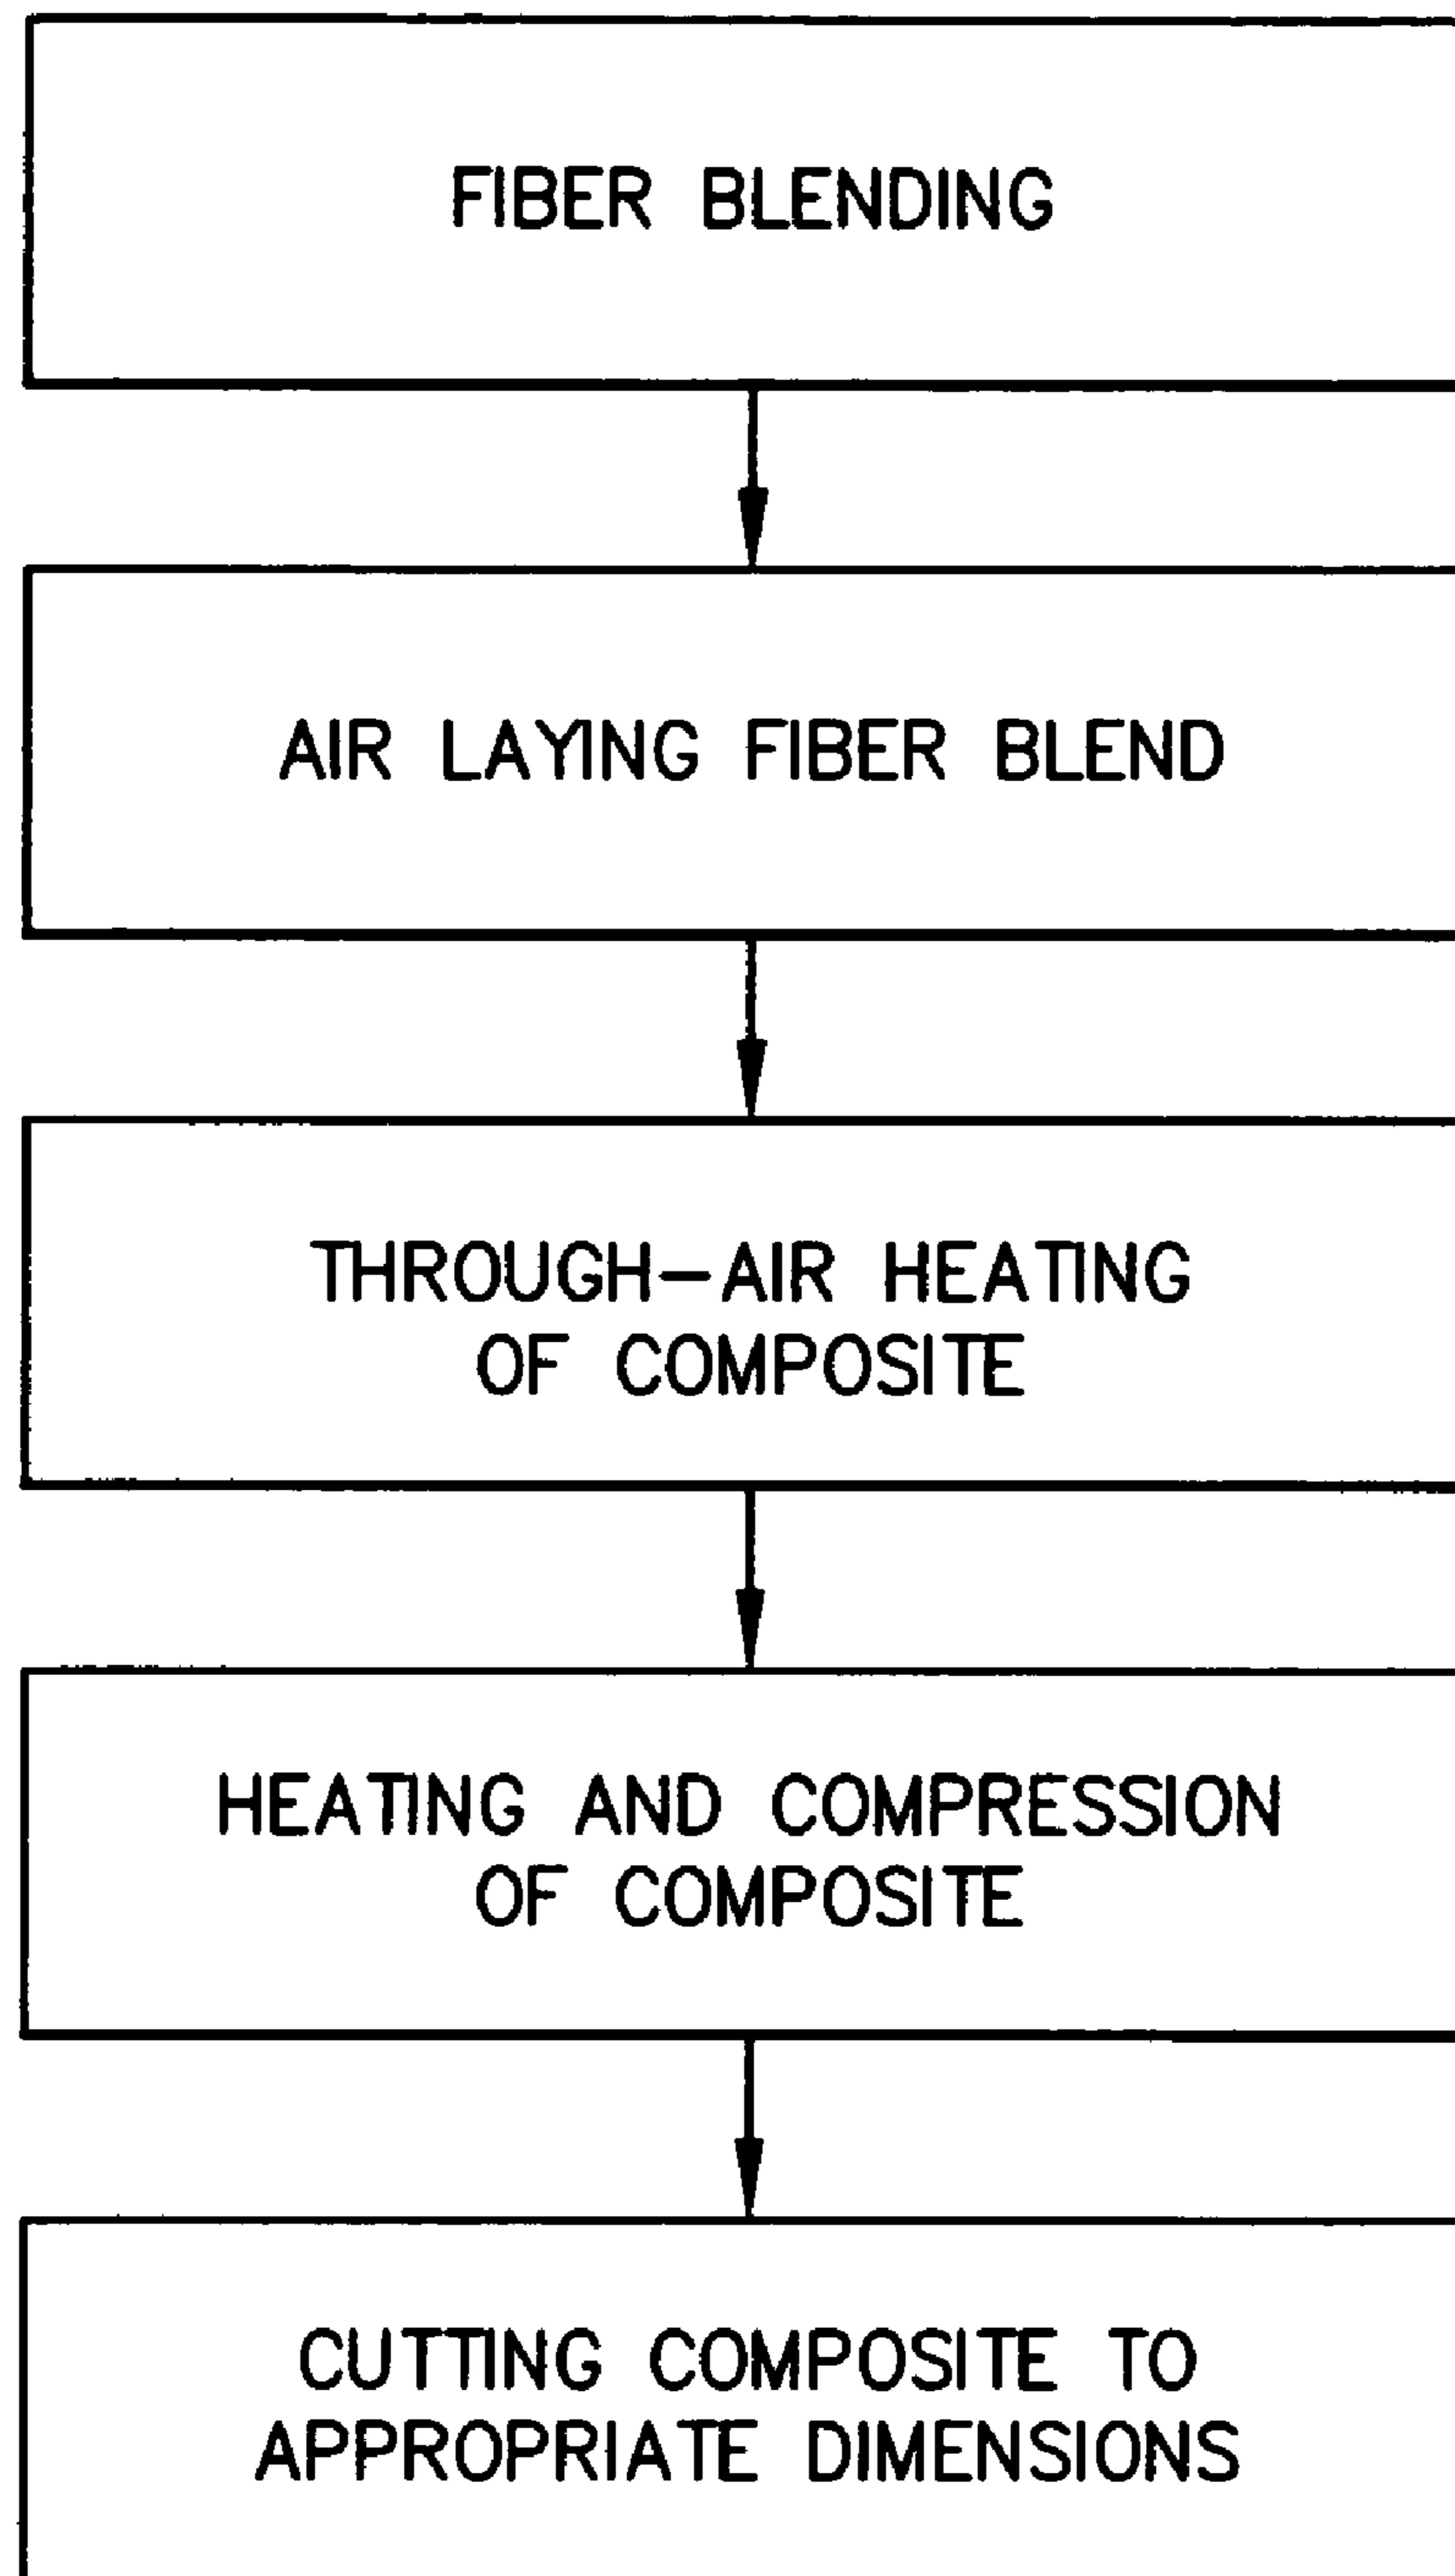 FIBER BLENDING
AIR LAYING FIBER BLEND
THROUGH-AIR HEATING
OF COMPOSITE
HEATING AND COMPRESSION
OF COMPOSITE
CUTTING COMPOSITE TO
APPROPRIATE DIMENSIONS